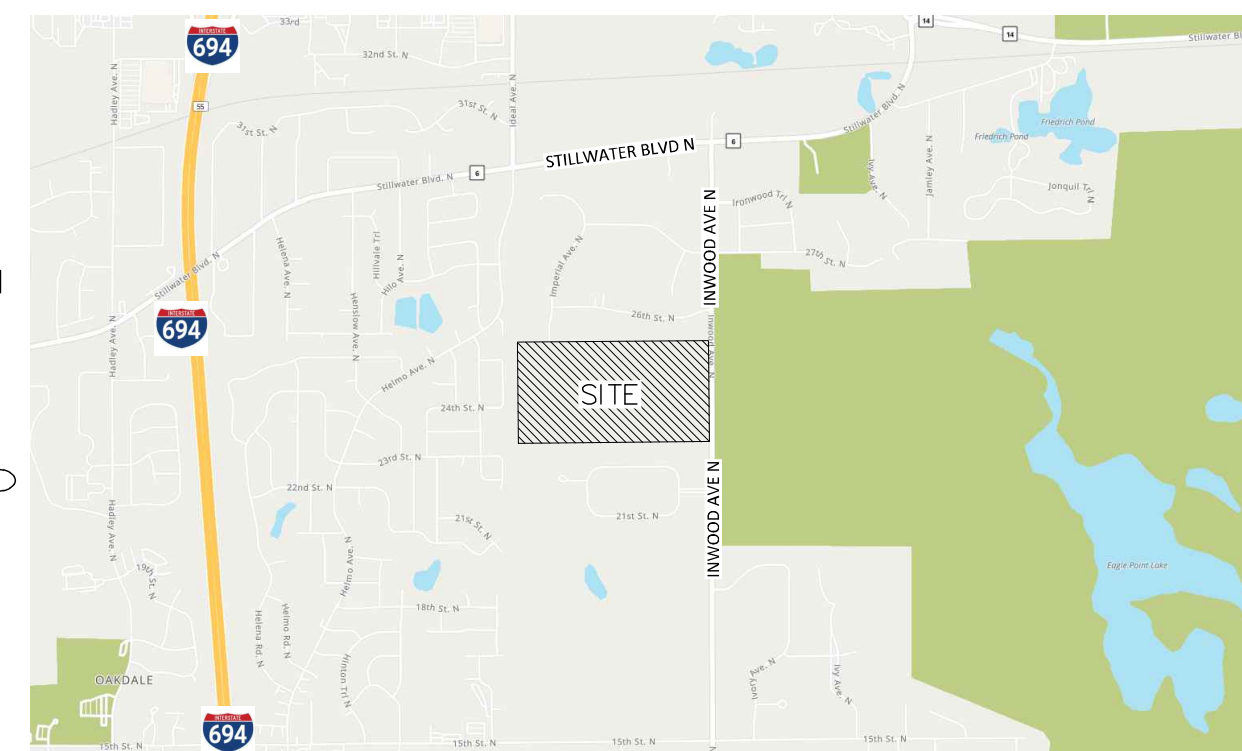 INTERSTATE
694
33rd
32nd St. N
14
14
Stillwater Bl
Hadley Ave. N
55
31st St. N
31st St. N
Ideal Ave. N
STILLWATER BLVD N
6
Stillwater Blvd. N
Friedrich Pond
Friedrich Pond
Stillwater Blvd. N
6
Ivy Ave. N
Jamley Ave. N
Jonquil Trl N
Ironwood Trl N
INWOOD AVE N
27th St. N
Helena Ave. N
Hillvale Trl
Hilo Ave. N
Imperial Ave. N
Stillwater Blvd. N
INTERSTATE
694
Hadley Ave. N
Henslow Ave. N
26th St. N
Inwood Ave. N
Helmo Ave. N
SITE
24th St. N
23rd St. N
22nd St. N
21st St. N
21st St. N
INWOOD AVE N
Hadley Ave. N
19th St. N
Helmo Ave. N
Eagle Point Lake
18th St. N
Helena Rd. N
Helmo Rd. N
Hinton Trl N
OAKDALE
Ivory Ave. N
Ivy Ave. N
INTERSTATE
694
15th St. N
15th St. N
15th St. N
15th St. N
N